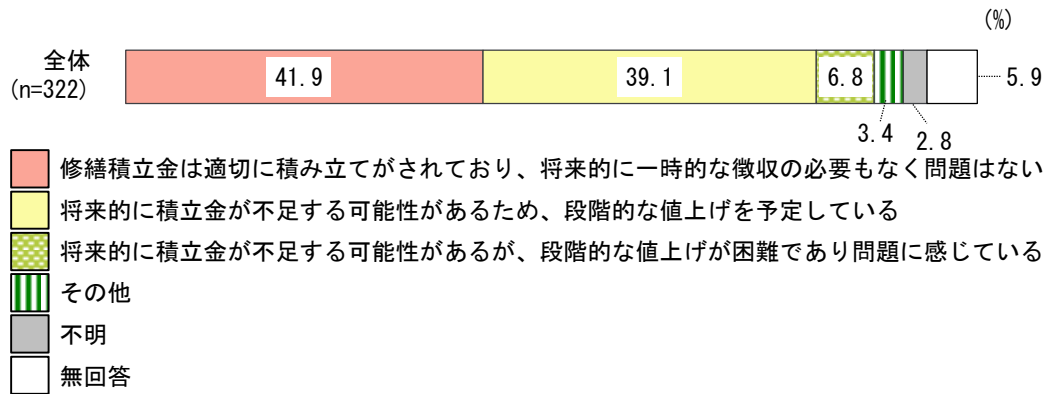 (%)
全体
(n=322)
41.9
39.1
6.8
5.9
3.4
2.8
修繕積立金は適切に積み立てがされており、将来的に一時的な徴収の必要もなく問題はない
将来的に積立金が不足する可能性があるため、段階的な値上げを予定している
将来的に積立金が不足する可能性があるが、段階的な値上げが困難であり問題に感じている
その他
不明
無回答